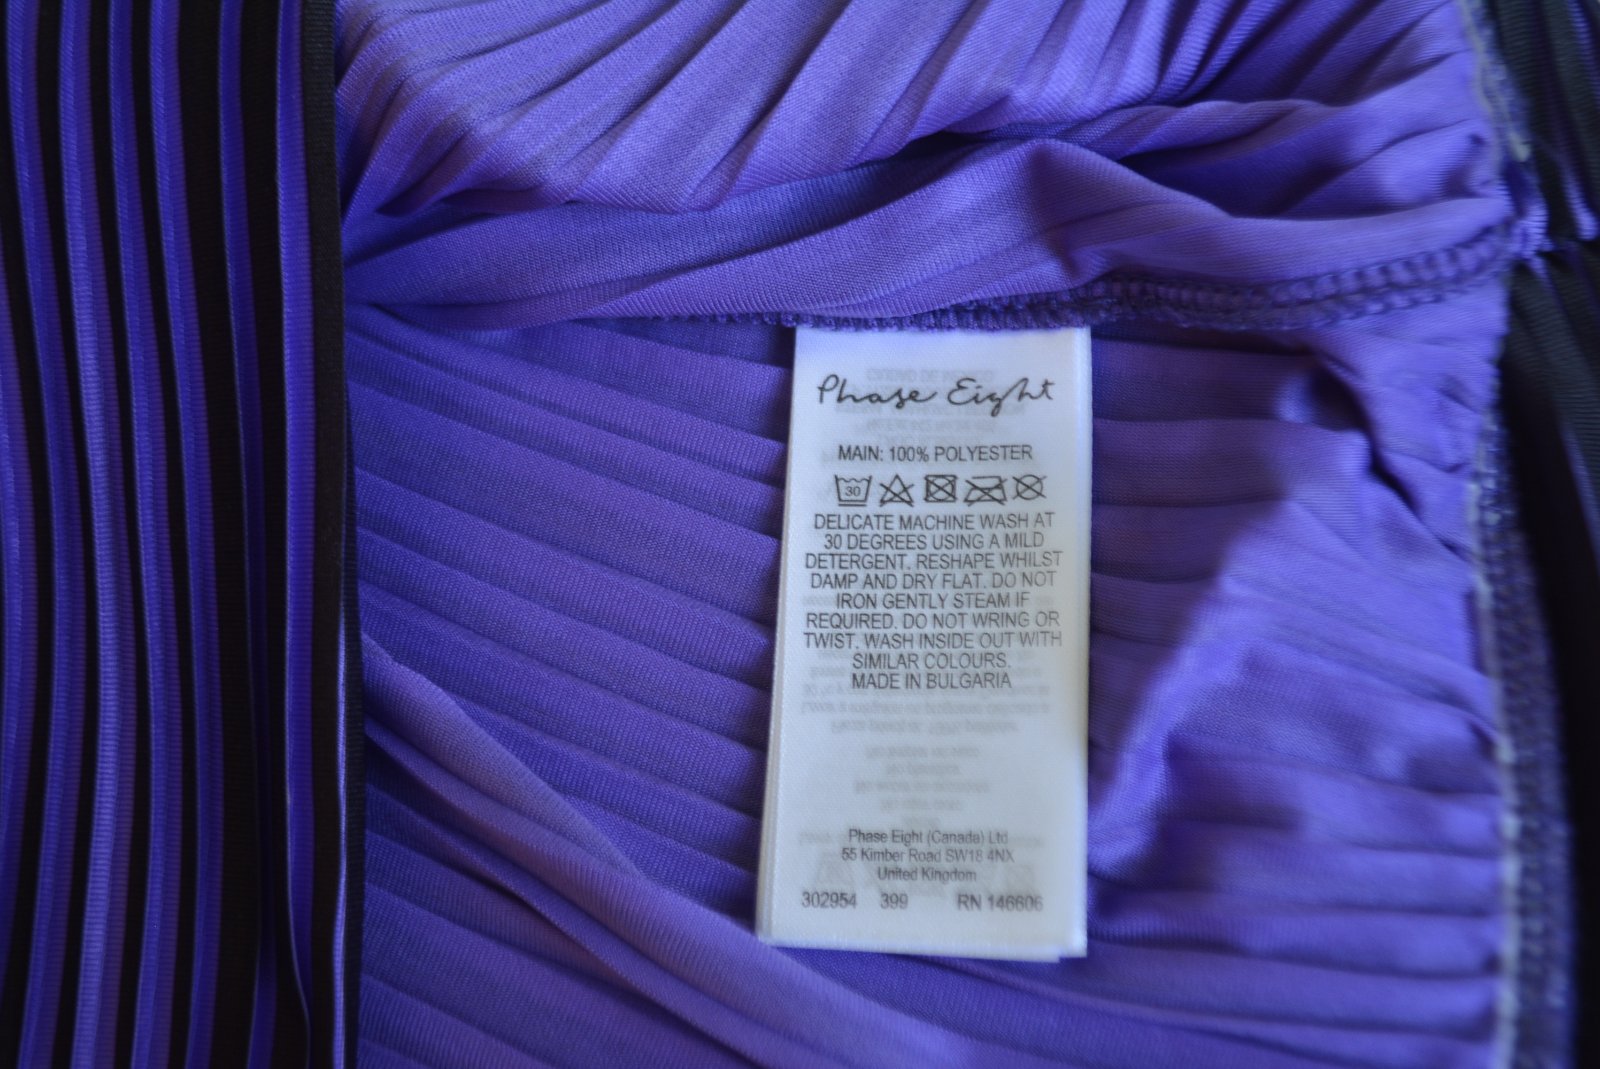 Phase Eight
MAIN: 100% POLYESTER
30
DELICATE MACHINE WASH AT
30 DEGREES USING A MILD
DETERGENT. RESHAPE WHILST
DAMP AND DRY FLAT. DO NOT
IRON GENTLY STEAM IF
REQUIRED. DO NOT WRING OR
TWIST. WASH INSIDE OUT WITH
SIMILAR COLOURS.
MADE IN BULGARIA
Phase Eight (Canada) Ltd
55 Kimber Road SW18 4NX
United Kingdom
302954 399 RN 146606